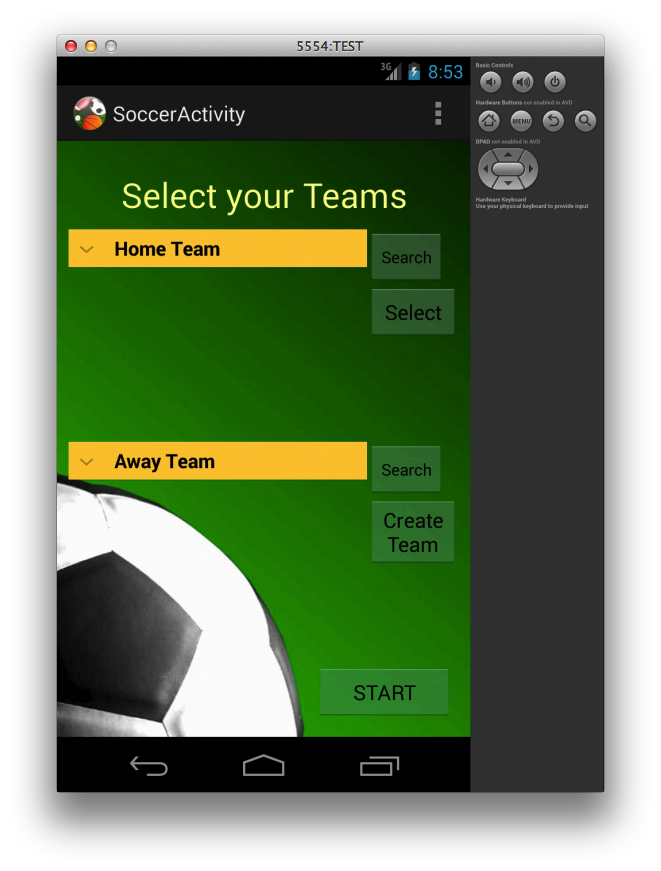 5554:TEST
3G 8:53
SoccerActivity
Select your Teams
Home Team
Search
Select
Away Team
Search
Create
Team
START
Basic Controls
Hardware Buttons not enabled in AVD
MENU
DPAD not enabled in AVD
Hardware Keyboard
Use your physical keyboard to provide input